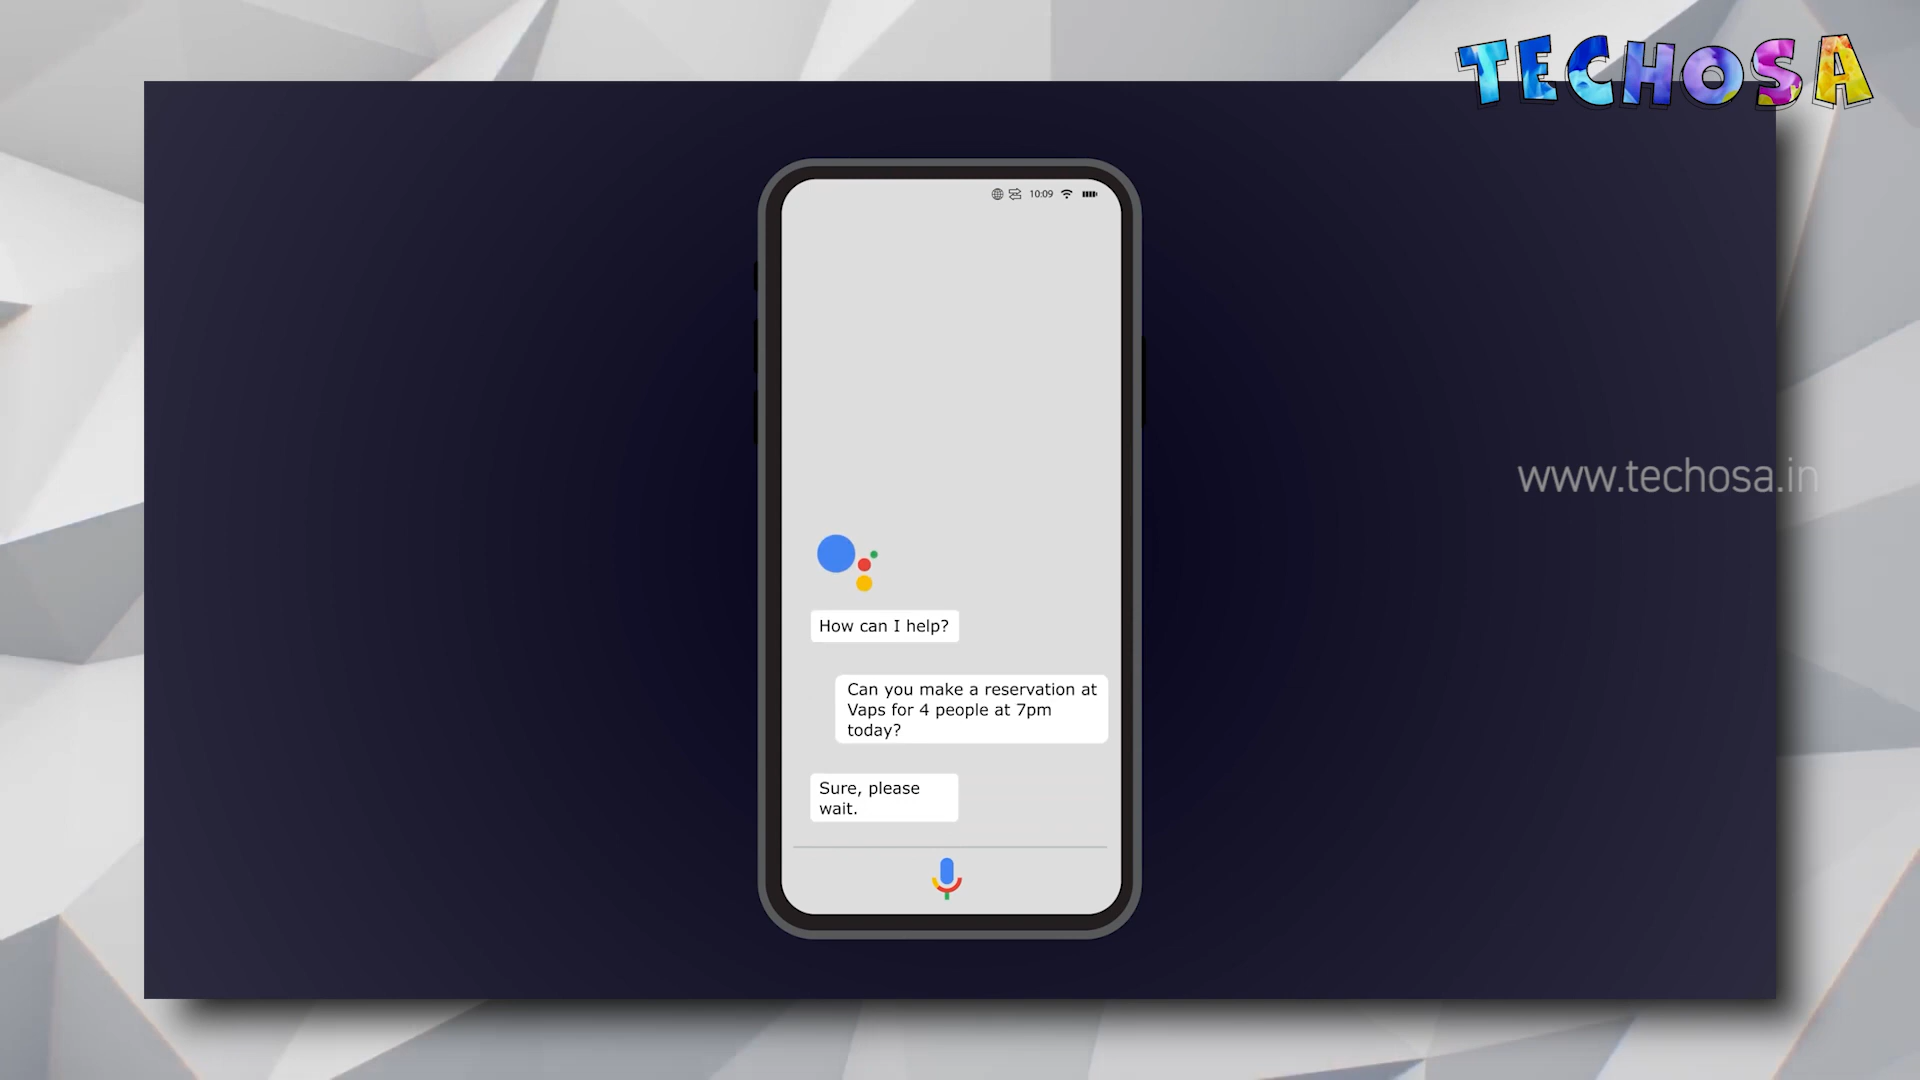 TECHOSA
10:09
www.techosa.in
How can I help?
Can you make a reservation at
Vaps for 4 people at 7pm
today?
Sure, please
wait.